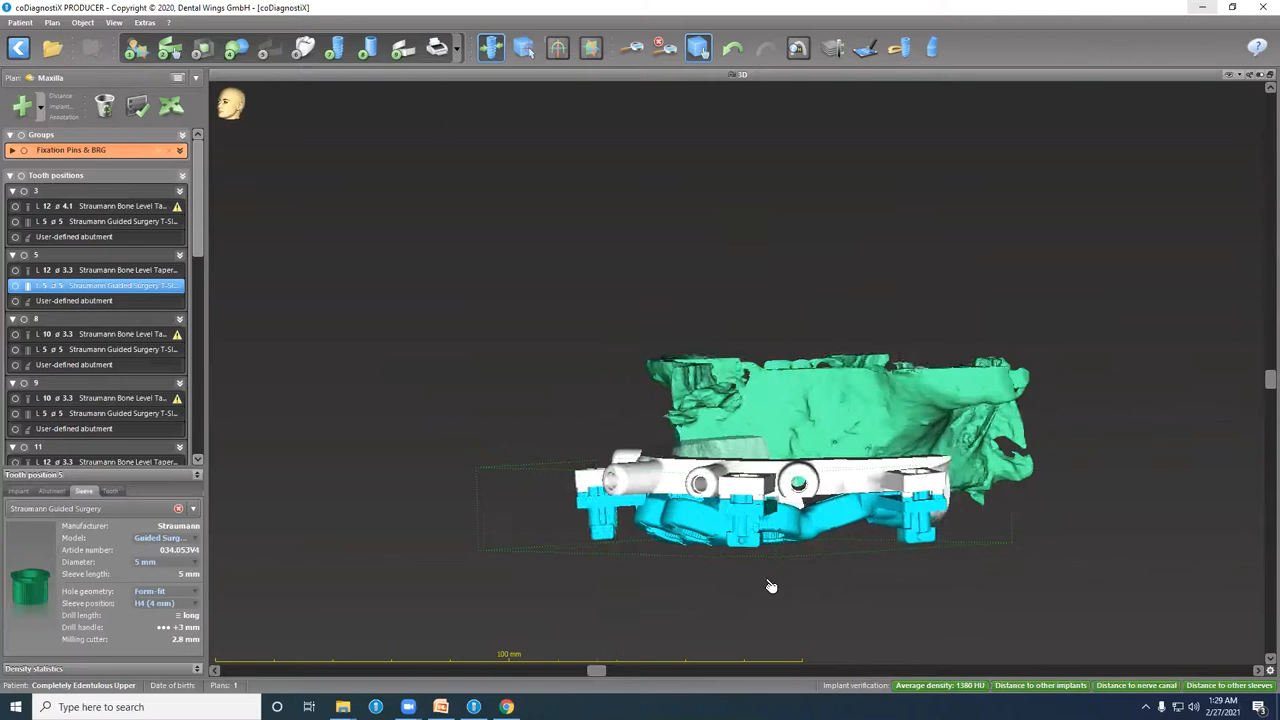 coDiagnostiX PRODUCER - Copyright © 2020, Dental Wings GmbH - [coDiagnostiX]
Patient Plan Object View Extras ?
Plan: Maxilla
3D
Distance
Implant...
Annotation
Groups
Fixation Pins & BRG
Tooth positions
3
L 12 ø 4.1 Straumann Bone Level Ta...
L 5 ø 5 Straumann Guided Surgery T-Sl...
User-defined abutment
5
L 12 ø 3.3 Straumann Bone Level Taper...
L 5 ø 5 Straumann Guided Surgery T-Sl...
User-defined abutment
8
L 10 ø 3.3 Straumann Bone Level Ta...
L 5 ø 5 Straumann Guided Surgery T-Sl...
User-defined abutment
9
L 10 ø 3.3 Straumann Bone Level Ta...
L 5 ø 5 Straumann Guided Surgery T-Sl...
User-defined abutment
11
L 12 ø 3.3 Straumann Bone Level Taper...
Tooth position 5
Implant Abutment Sleeve Tooth
Straumann Guided Surgery
Manufacturer: Straumann
Model: Guided Surg...
Article number: 034.053V4
Diameter: 5 mm
Sleeve length: 5 mm
Hole geometry: Form-fit
Sleeve position: H4 (4 mm)
Drill length: long
Drill handle: ••• +3 mm
Milling cutter: 2.8 mm
Density statistics
100 mm
Patient: Completely Edentulous Upper Date of birth: Plans: 1 Implant verification: Average density: 1380 HU Distance to other implants Distance to nerve canal Distance to other sleeves
Type here to search
1:29 AM
2/27/2021